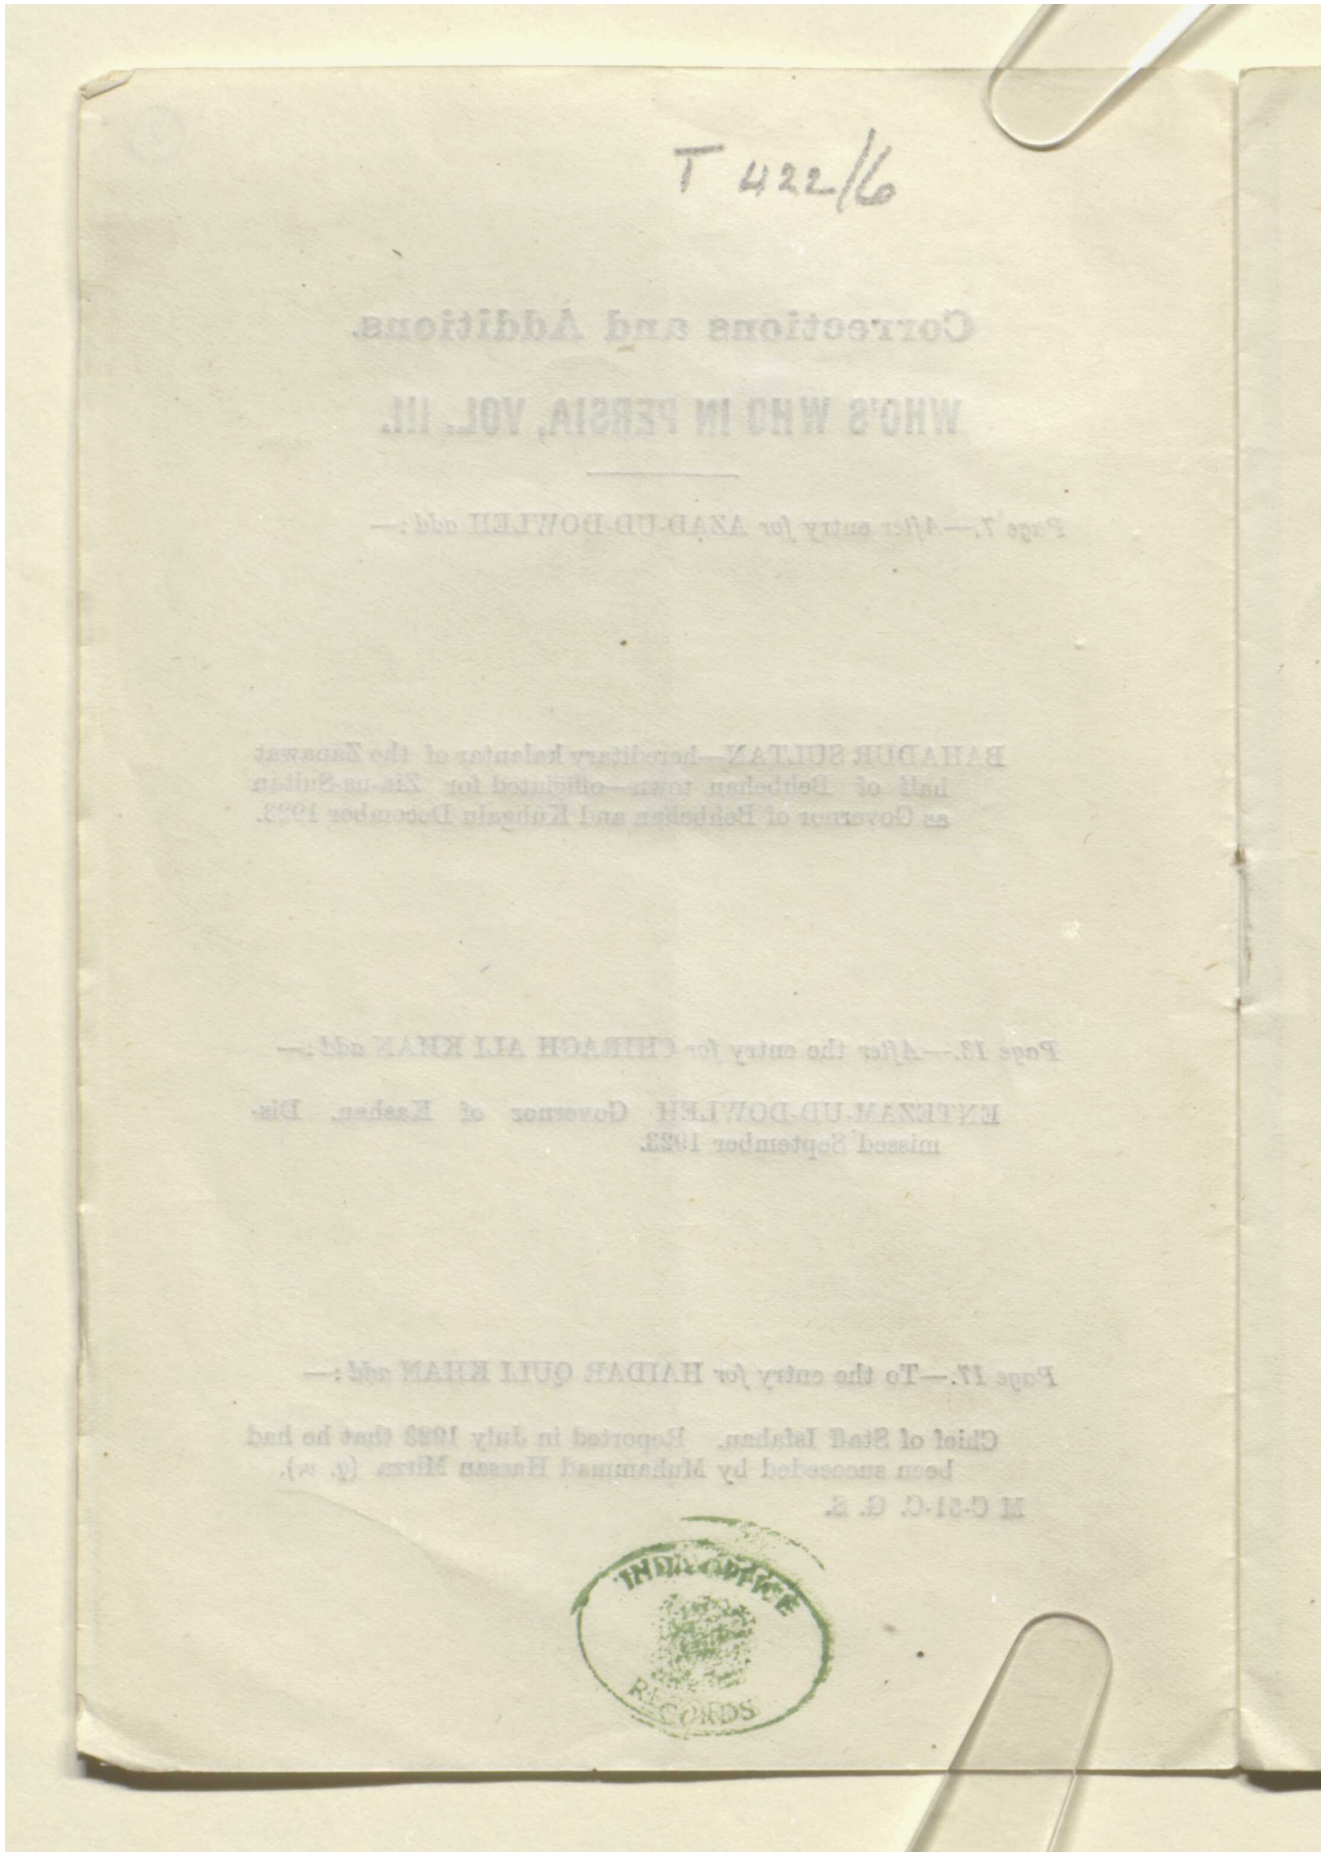 T 422/6
Corrections and Additions.
WHO'S WHO IN PERSIA, VOL. III.
Page 7.—After entry for AZAD-UD-DOWLEH add:—
BAHADUR SULTAN—hereditary kalantar of the Zanawat
half of Behbehan town—officiated for Zia-us-Sultan
as Governor of Behbehan and Kuhgalu December 1923.
Page 13.—After the entry for CHIRAGH ALI KHAN add:—
ENTEZAM-UD-DOWLEH Governor of Kashan. Dis-
missed September 1923.
Page 17.—To the entry for HAIDAR QULI KHAN add:—
Chief of Staff Isfahan. Reported in July 1923 that he had
been succeeded by Muhammad Hassan Mirza. (q. v.).
M C-51-C. G. S.
INDIA OFFICE
RECORDS